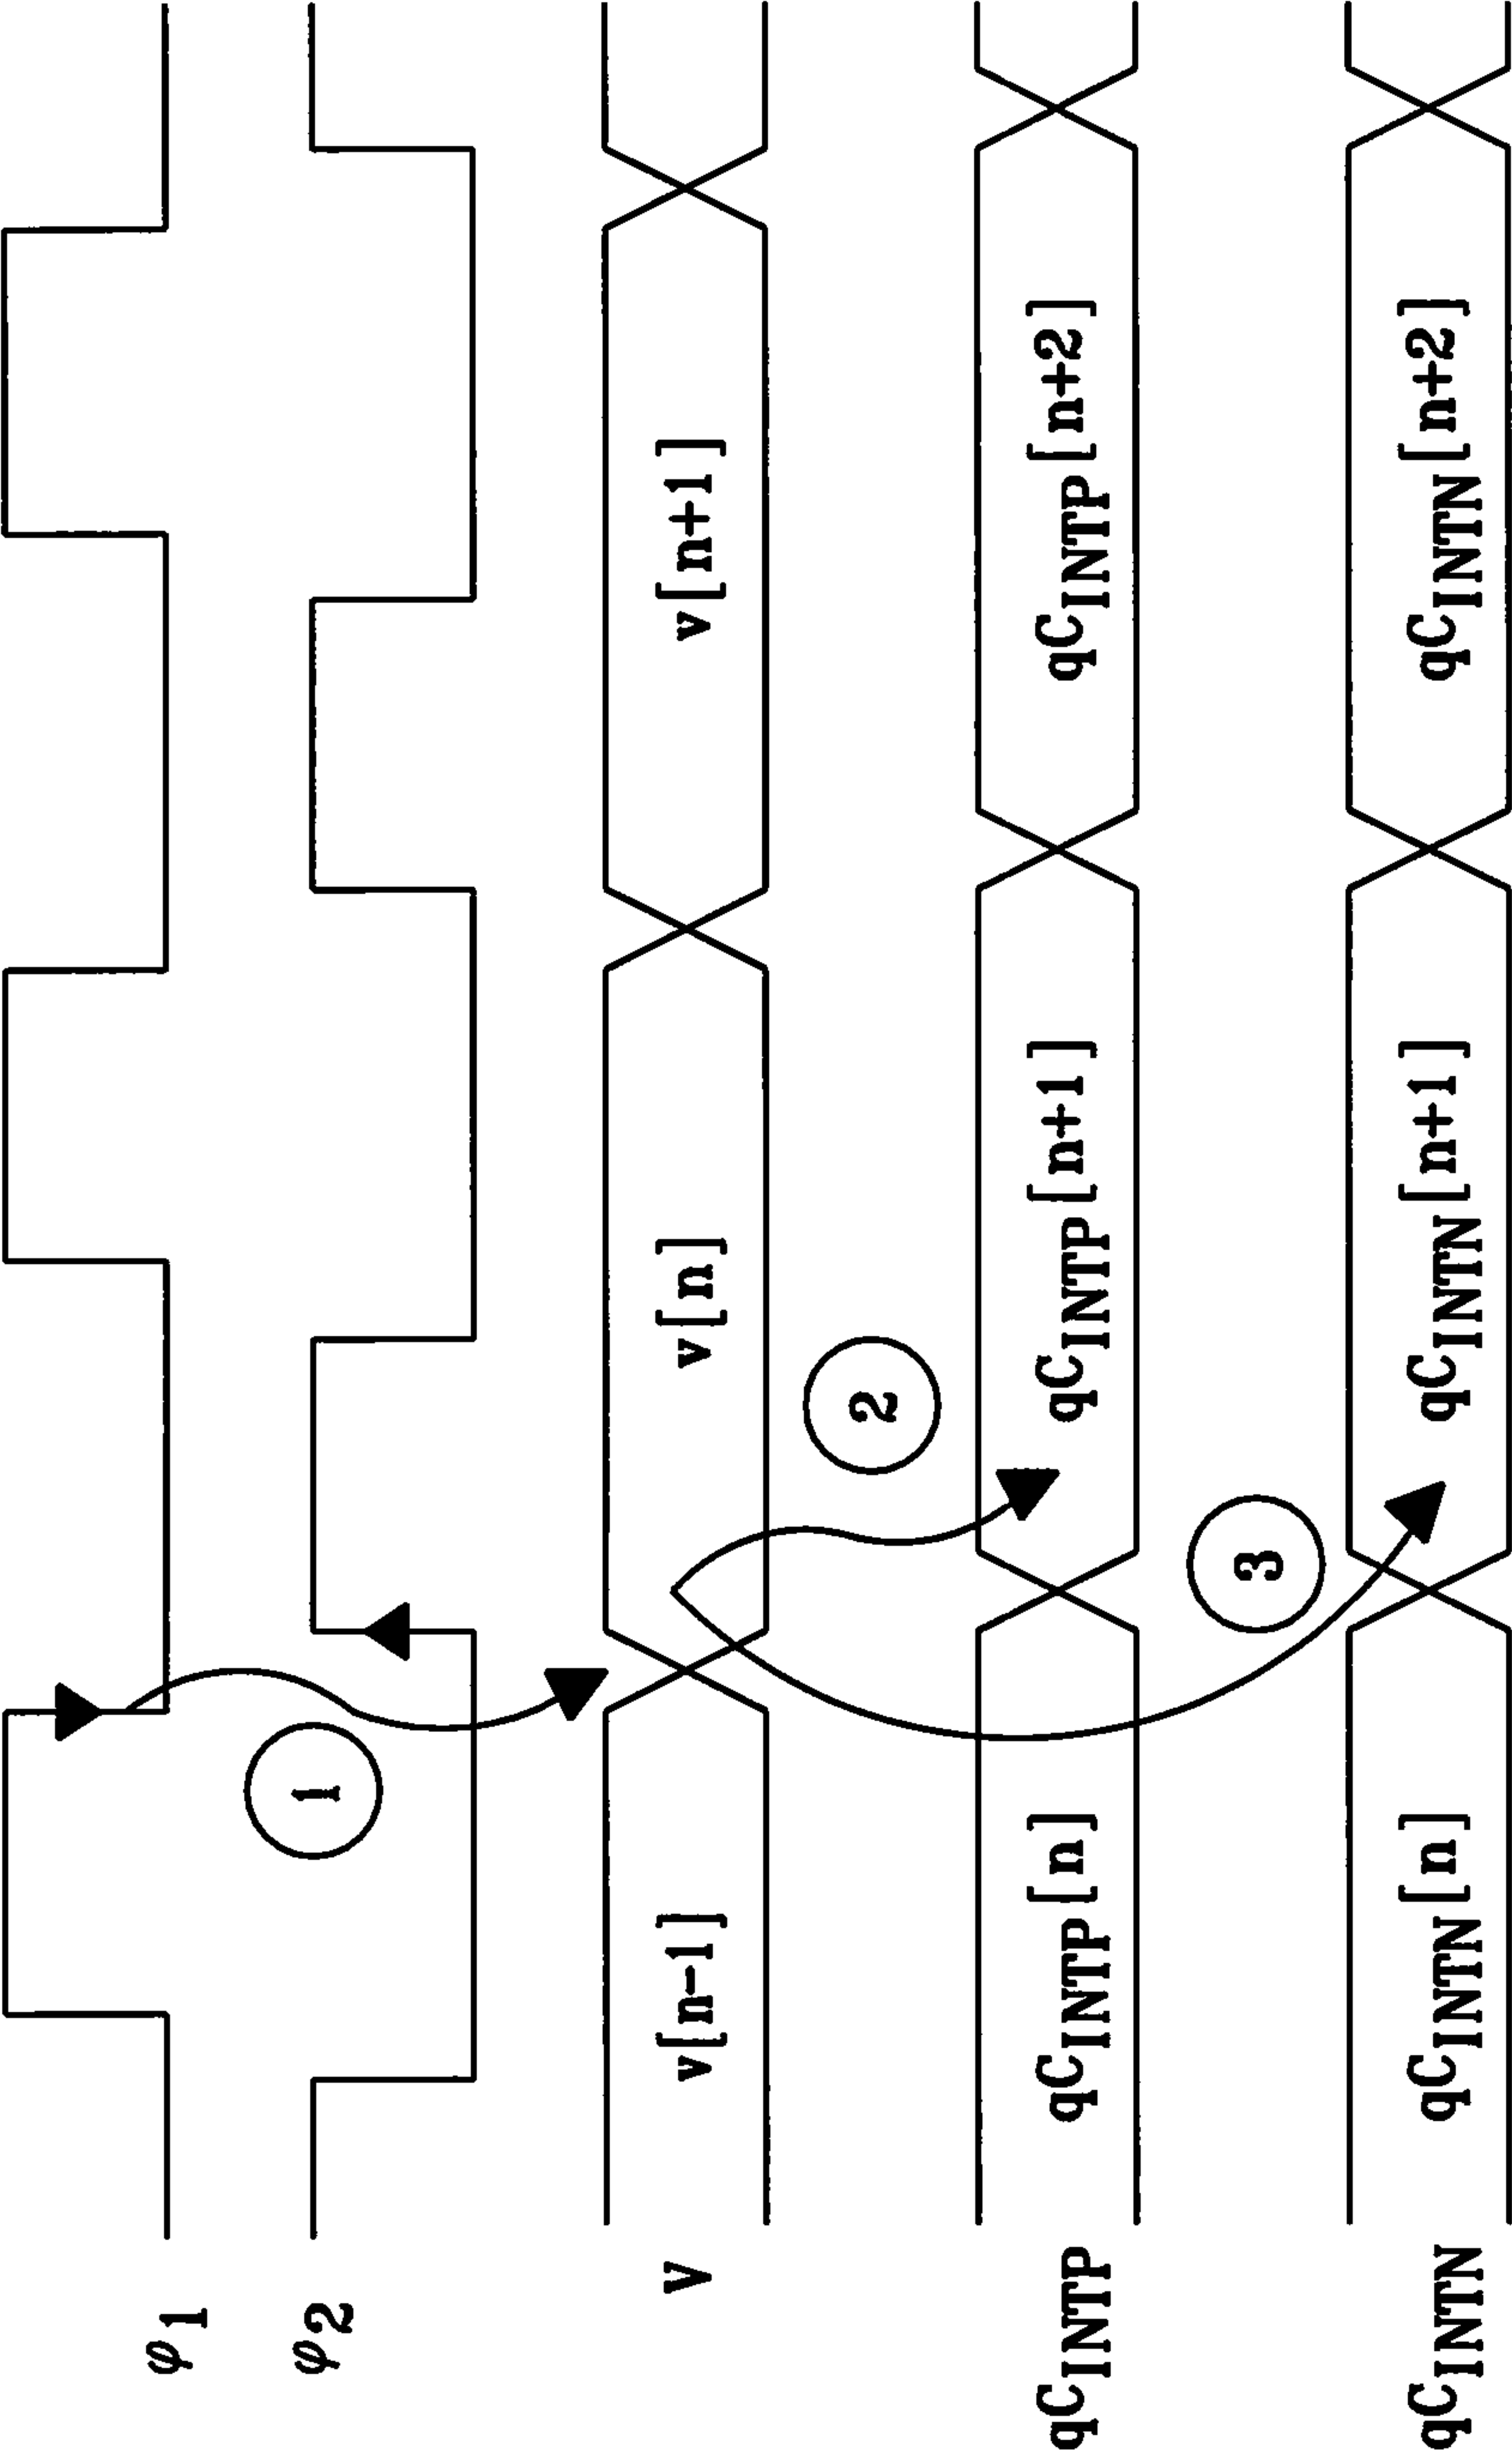 φ1
1
φ2
v v[n-1] v[n] v[n+1]
2
qCINTP qCINTP[n] qCINTP[n+1] qCINTP[n+2]
3
qCINTN qCINTN[n] qCINTN[n+1] qCINTN[n+2]